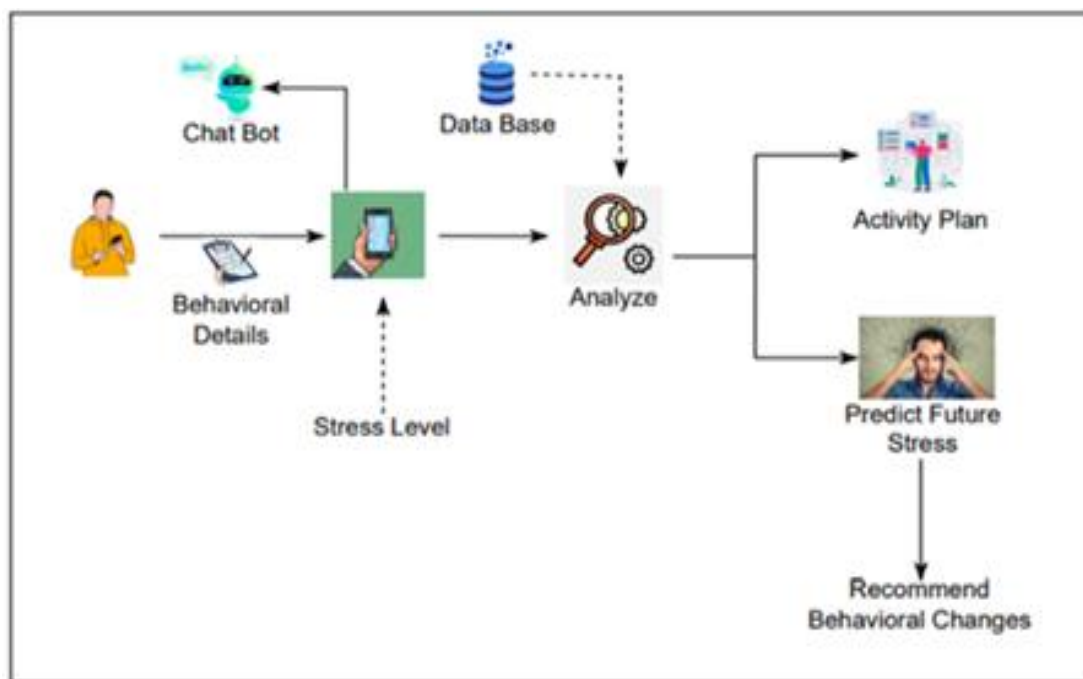 Chat Bot
Data Base
Activity Plan
Behavioral
Details
Analyze
Stress Level
Predict Future
Stress
Recommend
Behavioral Changes